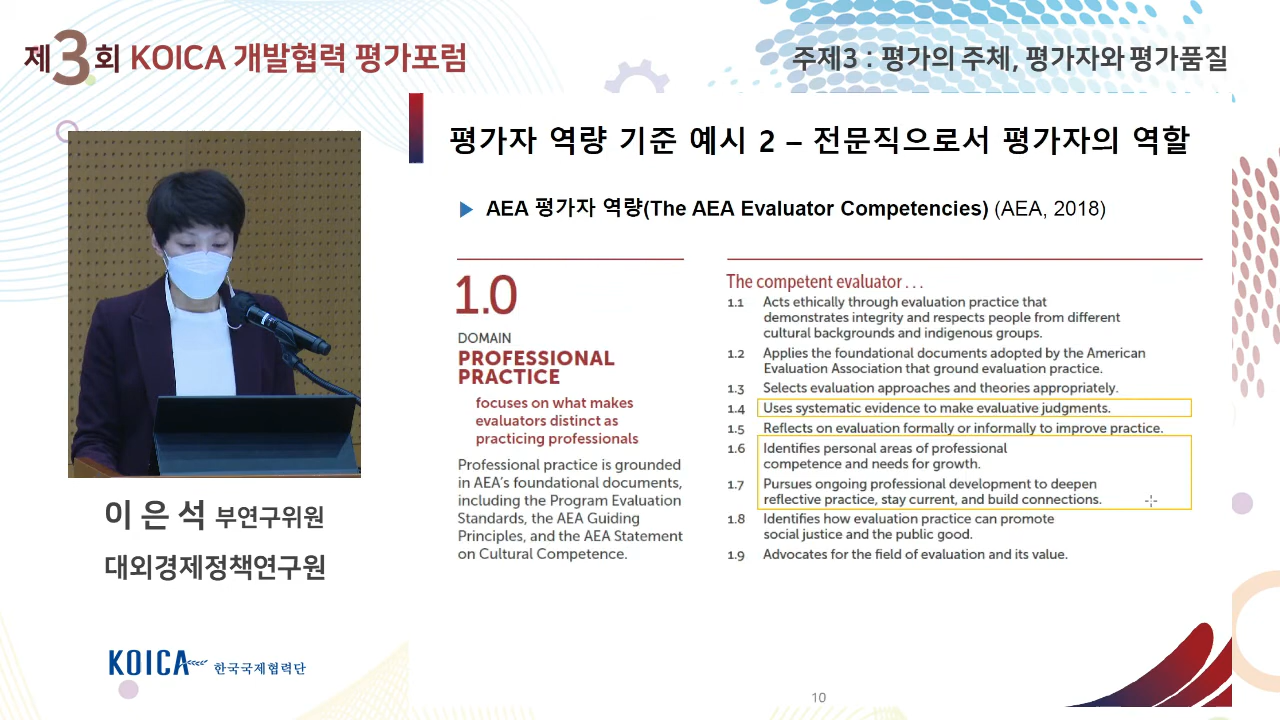 제3회 KOICA 개발협력 평가포럼
주제3 : 평가의 주체, 평가자와 평가품질
평가자 역량 기준 예시 2 – 전문직으로서 평가자의 역할
AEA 평가자 역량(The AEA Evaluator Competencies) (AEA, 2018)
1.0
DOMAIN
PROFESSIONAL
PRACTICE
focuses on what makes
evaluators distinct as
practicing professionals
Professional practice is grounded
in AEA's foundational documents,
including the Program Evaluation
Standards, the AEA Guiding
Principles, and the AEA Statement
on Cultural Competence.
The competent evaluator . . .
1.1 Acts ethically through evaluation practice that
demonstrates integrity and respects people from different
cultural backgrounds and indigenous groups.
1.2 Applies the foundational documents adopted by the American
Evaluation Association that ground evaluation practice.
1.3 Selects evaluation approaches and theories appropriately.
1.4 Uses systematic evidence to make evaluative judgments.
1.5 Reflects on evaluation formally or informally to improve practice.
1.6 Identifies personal areas of professional
competence and needs for growth.
1.7 Pursues ongoing professional development to deepen
reflective practice, stay current, and build connections.
1.8 Identifies how evaluation practice can promote
social justice and the public good.
1.9 Advocates for the field of evaluation and its value.
이 은 석 부연구위원
대외경제정책연구원
KOICA 한국국제협력단
10